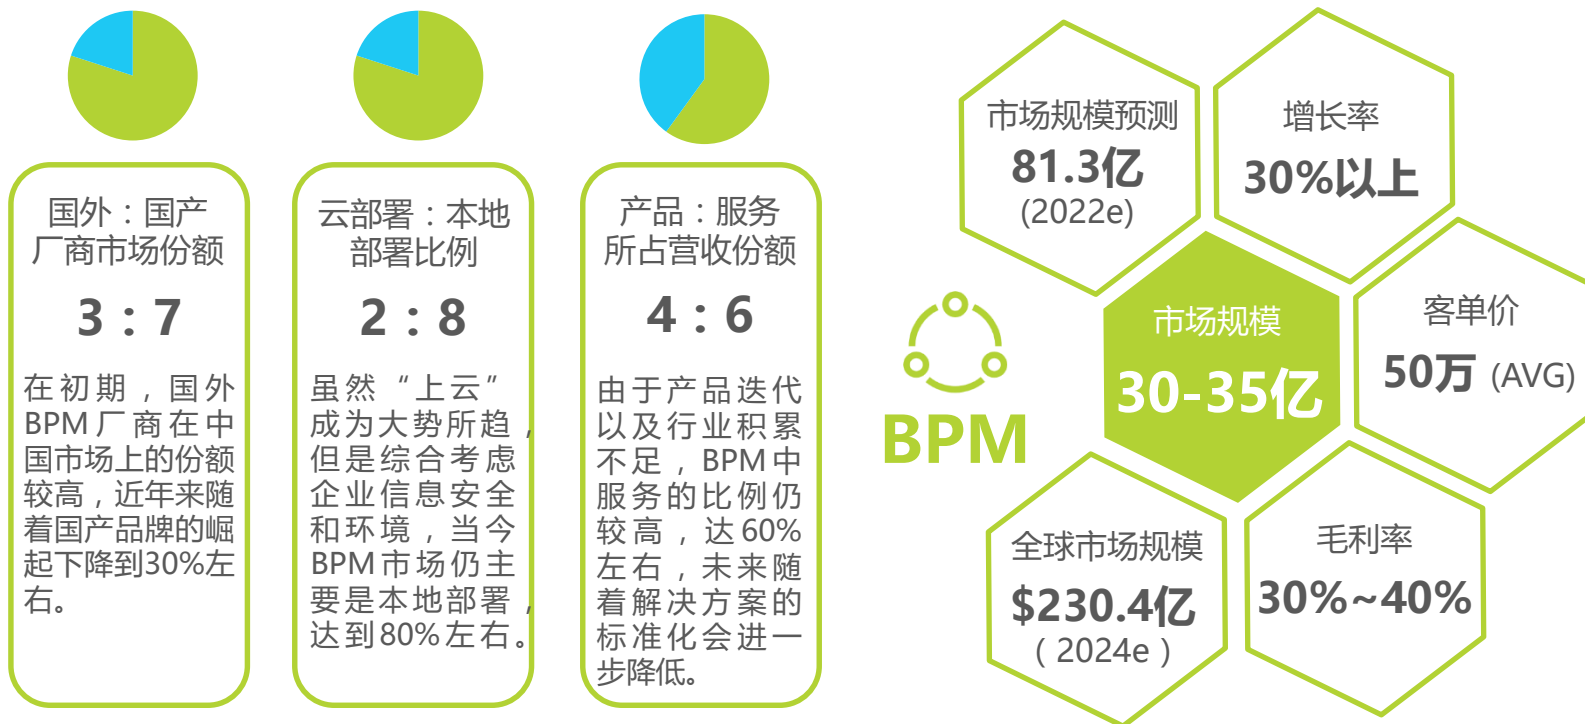 国外：国产
厂商市场份额
3：7
在初期，国外
BPM厂商在中
国市场上的份额
较高，近年来随
着国产品牌的崛
起下降到30%左
右。
云部署：本地
部署比例
2：8
虽然“上云”
成为大势所趋，
但是综合考虑
企业信息安全
和环境，当今
BPM市场仍主
要是本地部署，
达到80%左右。
产品：服务
所占营收份额
4：6
由于产品迭代
以及行业积累
不足，BPM中
服务的比例仍
较高，达60%
左右，未来随
着解决方案的
标准化会进一
步降低。
BPM
市场规模预测
81.3亿
(2022e)
增长率
30%以上
市场规模
30-35亿
客单价
50万 (AVG)
全球市场规模
$230.4亿
（2024e）
毛利率
30%~40%